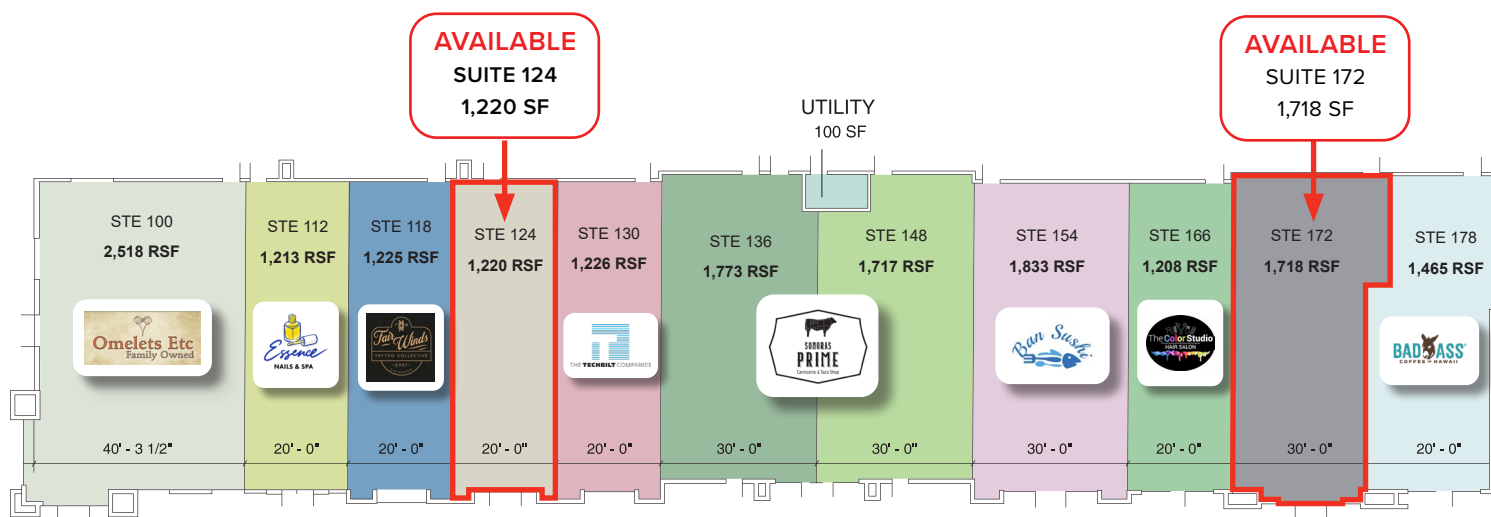 AVAILABLE
SUITE 124
1,220 SF
AVAILABLE
SUITE 172
1,718 SF
UTILITY
100 SF
STE 100
2,518 RSF
STE 112
1,213 RSF
STE 118
1,225 RSF
STE 124
1,220 RSF
STE 130
1,226 RSF
STE 136
1,773 RSF
STE 148
1,717 RSF
STE 154
1,833 RSF
STE 166
1,208 RSF
STE 172
1,718 RSF
STE 178
1,465 RSF
Omelets Etc
Family Owned
Essence
NAILS & SPA
Fair Winds
TATTOO COLLECTIVE
THE TECHBILT COMPANIES
SONORAS
PRIME
Carniceria & Taco Shop
Ban Sushi
The Color Studio
HAIR SALON
BAD ASS
COFFEE OF HAWAII
40' - 3 1/2"
20' - 0"
20' - 0"
20' - 0"
20' - 0"
30' - 0"
30' - 0"
30' - 0"
20' - 0"
30' - 0"
20' - 0"